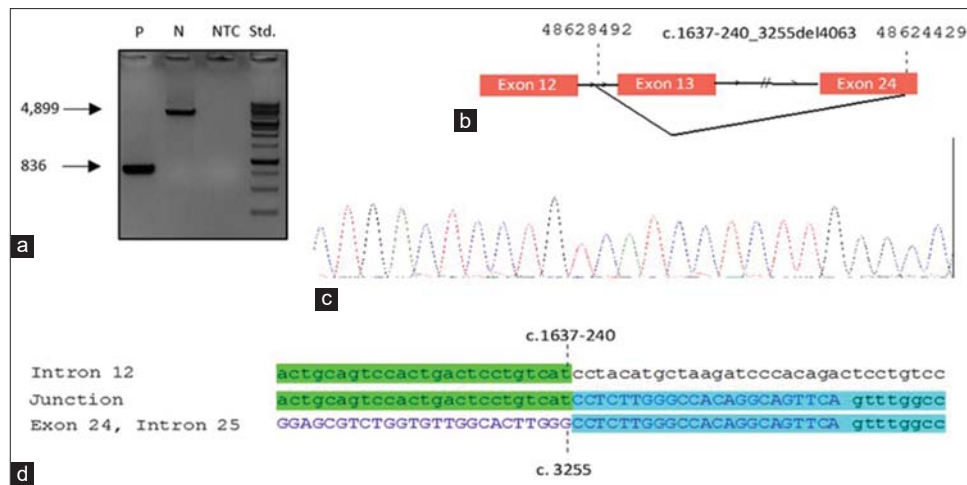 P N NTC Std.
4,899
836
a
48628492 c.1637-240_3255del4063 48624429
Exon 12 Exon 13 Exon 24
b
c
c.1637-240
Intron 12 actgcagtccactgactcctgtcatcctacatgctaagatcccacagactcctgtcc
Junction actgcagtccactgactcctgtcatCCTCTTGGGCCACAGGCAGTTCA gtttggcc
Exon 24, Intron 25 GGAGCGTCTGGTGTTGGCACTTGGGCCTCTTGGGCCACAGGCAGTTCA gtttggcc
c. 3255
d